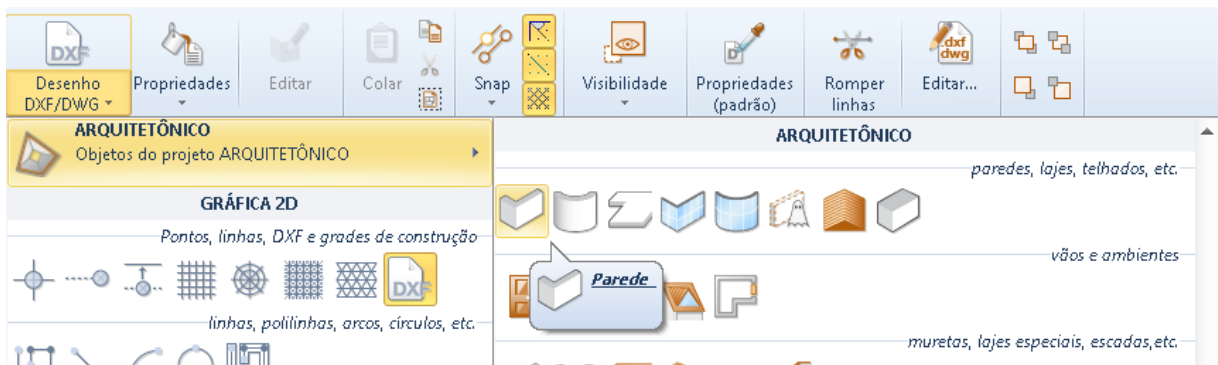 DXF
Desenho
DXF/DWG
Propriedades
Editar
Colar
Snap
Visibilidade
D
Propriedades
(padrão)
Romper
linhas
.dxf
dwg
Editar...
ARQUITETÔNICO
Objetos do projeto ARQUITETÔNICO
GRÁFICA 2D
Pontos, linhas, DXF e grades de construção
DXF
linhas, polilinhas, arcos, círculos, etc.
ARQUITETÔNICO
paredes, lajes, telhados, etc.
vãos e ambientes
Parede
muretas, lajes especiais, escadas,etc.